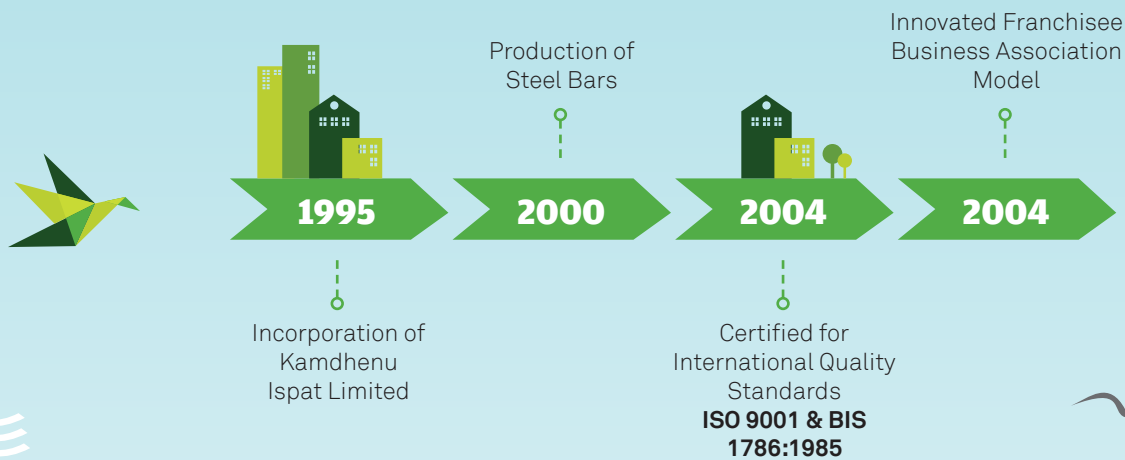 1995
Incorporation of
Kamdhenu
Ispat Limited
Production of
Steel Bars
2000
2004
Certified for
International Quality
Standards
ISO 9001 & BIS
1786:1985
Innovated Franchisee
Business Association
Model
2004